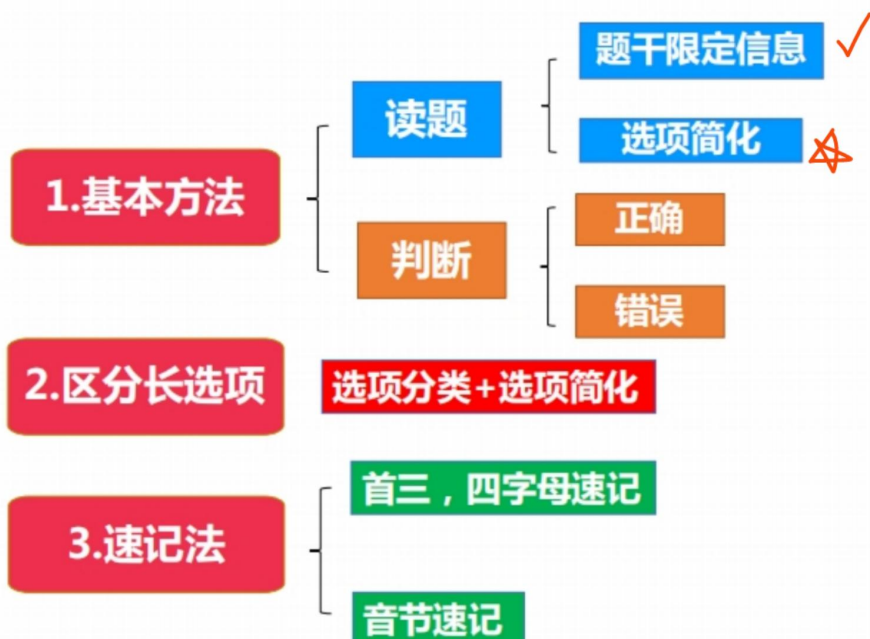 题干限定信息
读题
选项简化
1.基本方法
正确
判断
错误
2.区分长选项
选项分类+选项简化
首三，四字母速记
3.速记法
音节速记